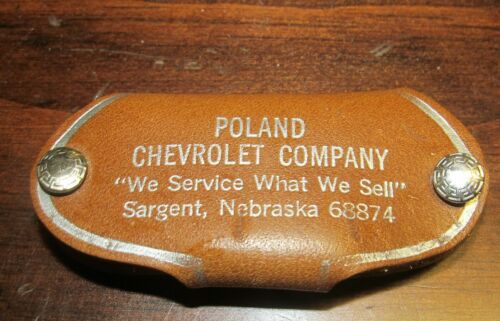 POLAND
CHEVROLET COMPANY
"We Service What We Sell"
Sargent, Nebraska 68874